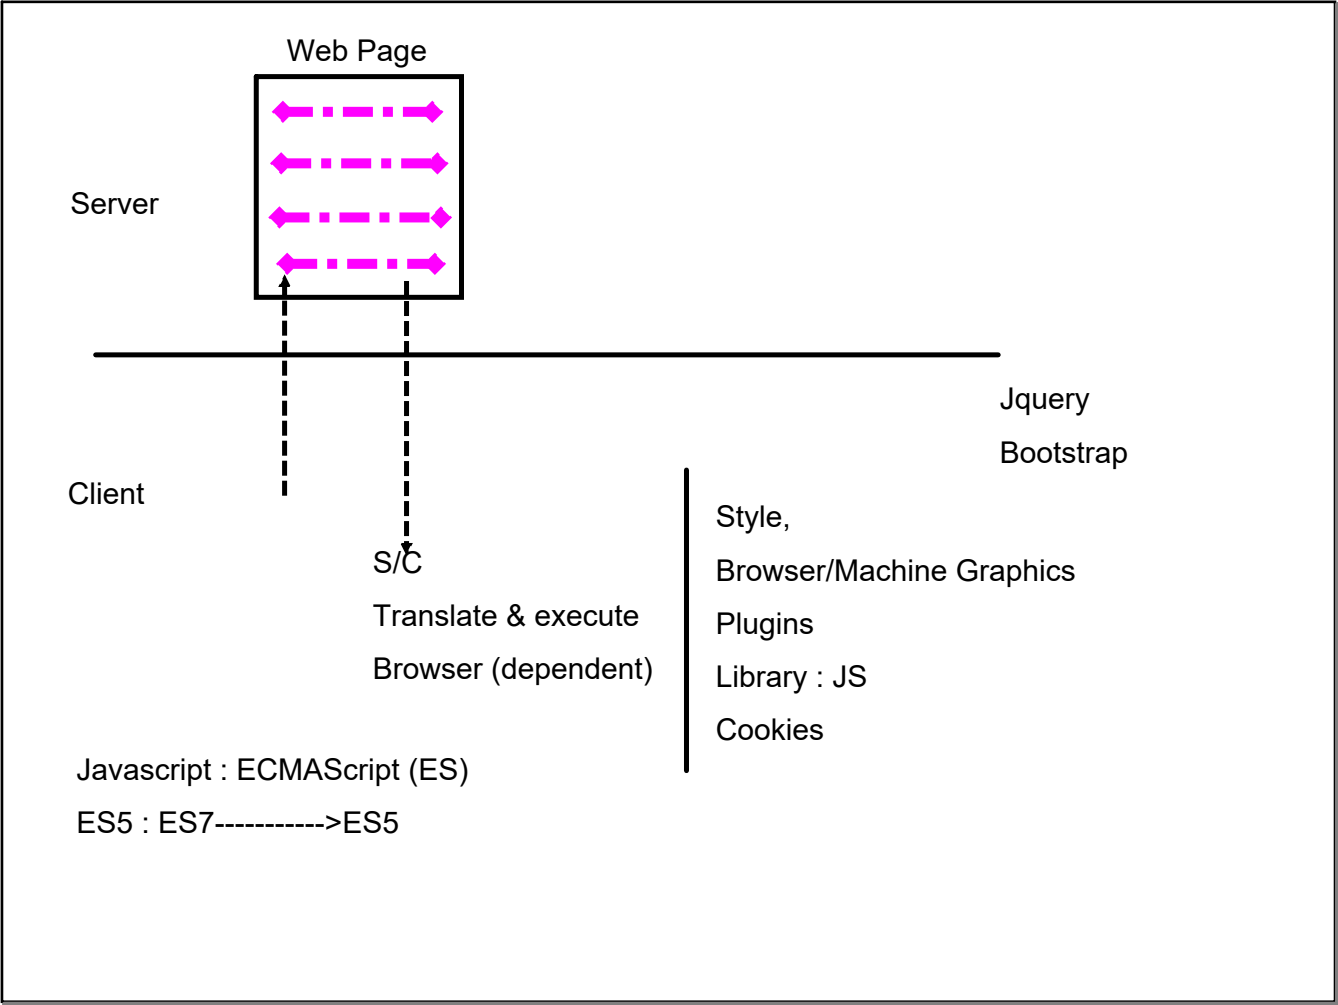 Web Page
Server
Jquery
Bootstrap
Client
S/C
Translate & execute
Browser (dependent)
Style,
Browser/Machine Graphics
Plugins
Library : JS
Cookies
Javascript : ECMAScript (ES)
ES5 : ES7----------->ES5